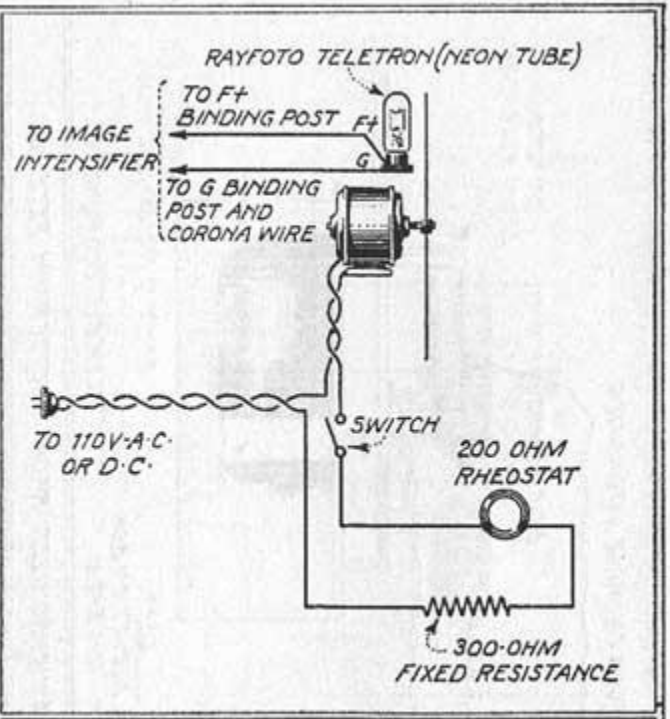 RAYFOTO TELETRON (NEON TUBE)
TO F+
BINDING POST
F+
TO IMAGE
INTENSIFIER
G
TO G BINDING
POST AND
CORONA WIRE
SWITCH
TO 110V·A·C·
OR D·C·
200 OHM
RHEOSTAT
300·OHM
FIXED RESISTANCE